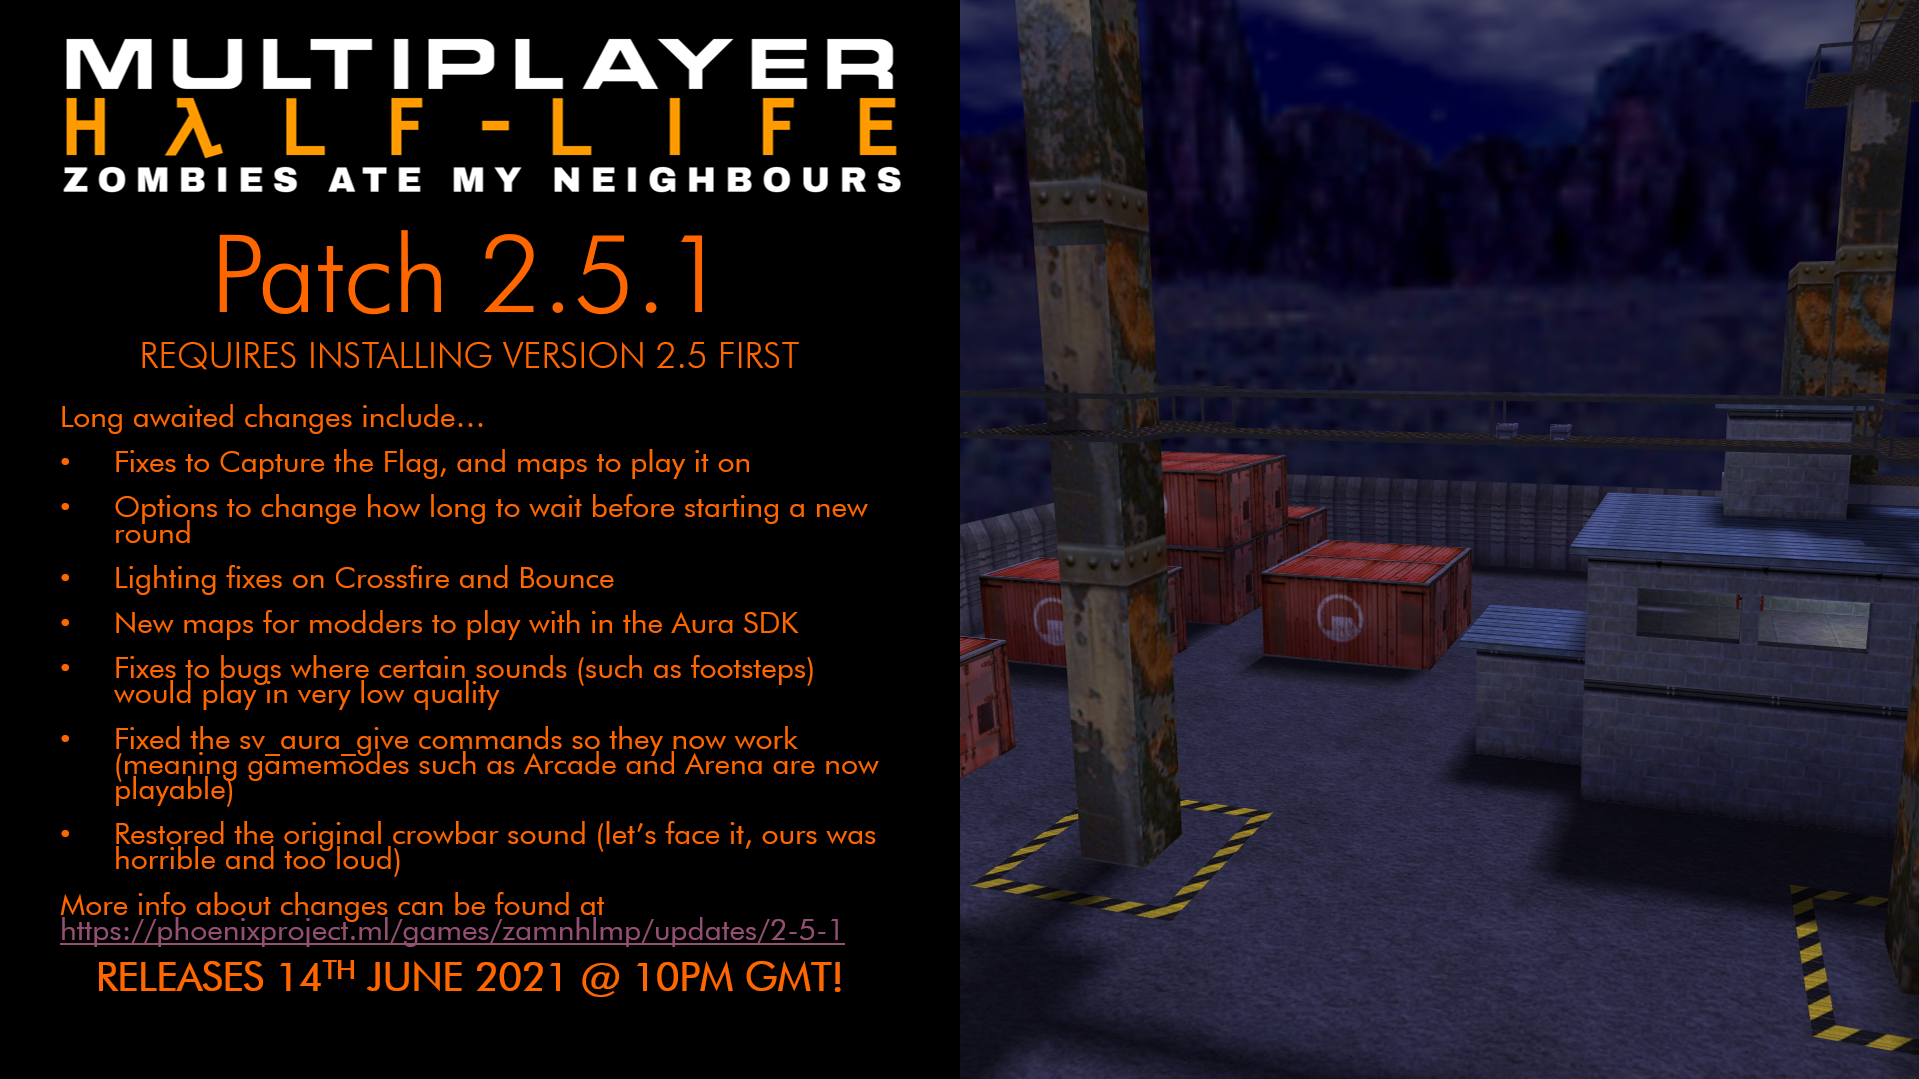 MULTIPLAYER
HλLF-LIFE
ZOMBIES ATE MY NEIGHBOURS
Patch 2.5.1
REQUIRES INSTALLING VERSION 2.5 FIRST
Long awaited changes include…
• Fixes to Capture the Flag, and maps to play it on
• Options to change how long to wait before starting a new
round
• Lighting fixes on Crossfire and Bounce
• New maps for modders to play with in the Aura SDK
• Fixes to bugs where certain sounds (such as footsteps)
would play in very low quality
• Fixed the sv_aura_give commands so they now work
(meaning gamemodes such as Arcade and Arena are now
playable)
• Restored the original crowbar sound (let’s face it, ours was
horrible and too loud)
More info about changes can be found at
https://phoenixproject.ml/games/zamnhlmp/updates/2-5-1
RELEASES 14TH JUNE 2021 @ 10PM GMT!